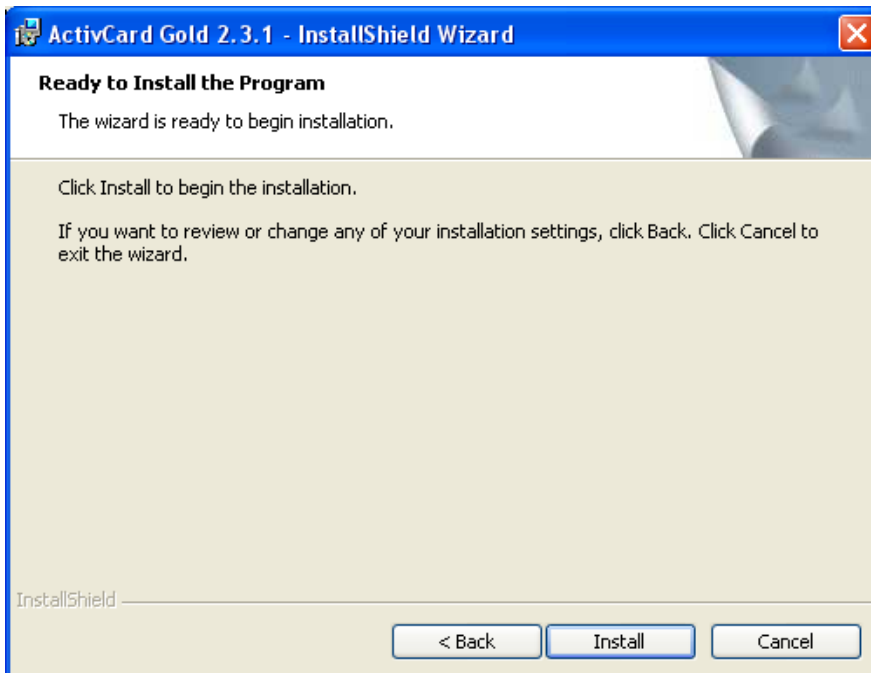 ActivCard Gold 2.3.1 - InstallShield Wizard
Ready to Install the Program
The wizard is ready to begin installation.
Click Install to begin the installation.
If you want to review or change any of your installation settings, click Back. Click Cancel to
exit the wizard.
InstallShield
< Back Install Cancel